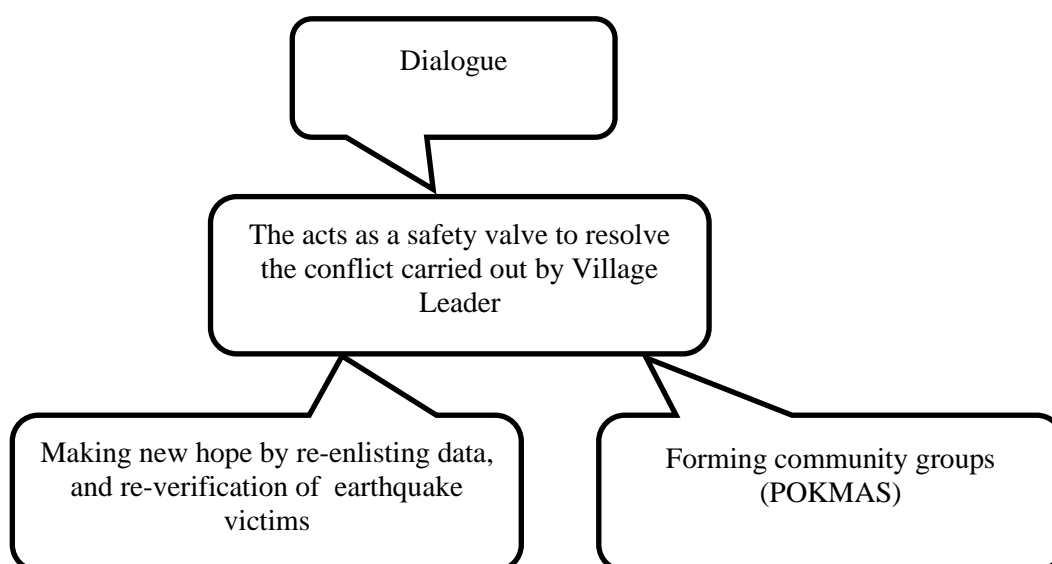 Dialogue
The acts as a safety valve to resolve
the conflict carried out by Village
Leader
Making new hope by re-enlisting data,
and re-verification of earthquake
victims
Forming community groups
(POKMAS)